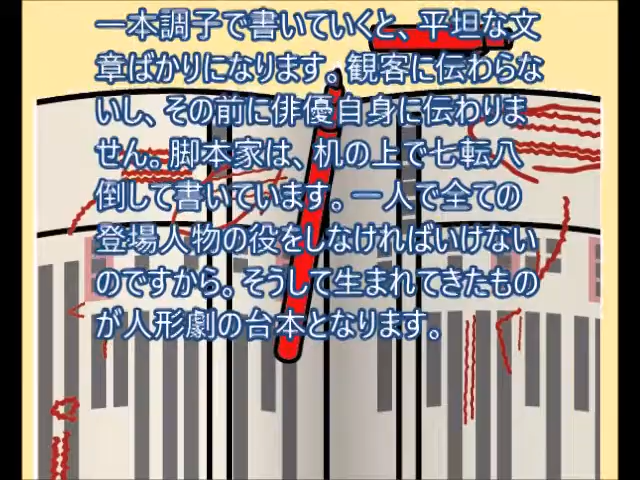 一本調子で書いていくと、平坦な文
章ばかりになります。観客に伝わらな
いし、その前に俳優自身に伝わりま
せん。脚本家は、机の上で七転八
倒して書いています。一人で全ての
登場人物の役をしなければいけない
のですから。そうして生まれてきたもの
が人形劇の台本となります。